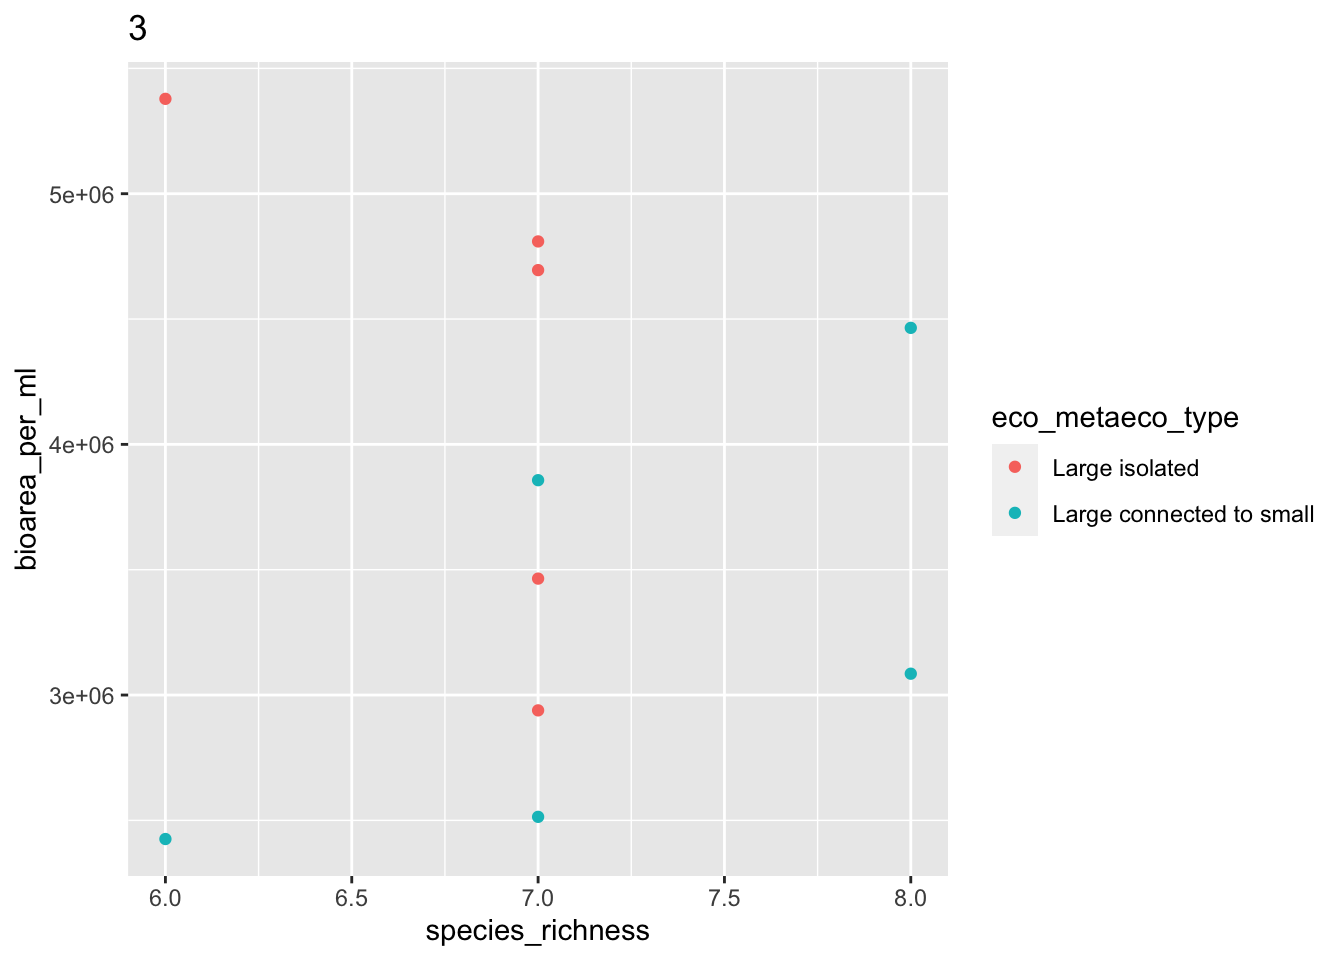 3
bioarea_per_ml
5e+06
4e+06
3e+06
6.0 6.5 7.0 7.5 8.0
species_richness
eco_metaeco_type
Large isolated
Large connected to small